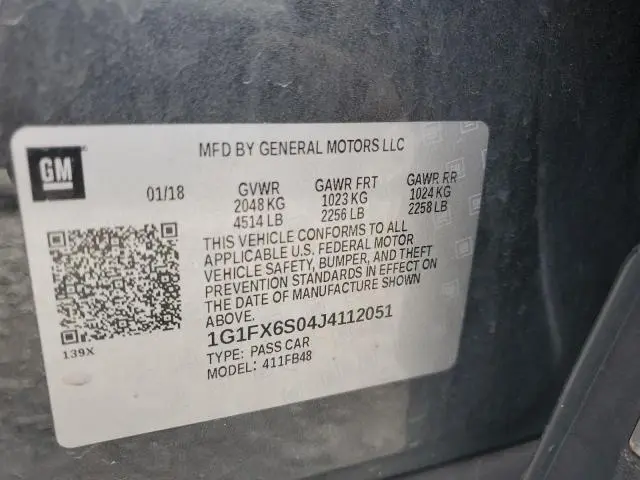 GM
MFD BY GENERAL MOTORS LLC
01/18
GVWR GAWR FRT GAWR RR
2048 KG 1023 KG 1024 KG
4514 LB 2256 LB 2258 LB
THIS VEHICLE CONFORMS TO ALL
APPLICABLE U.S. FEDERAL MOTOR
VEHICLE SAFETY, BUMPER, AND THEFT
PREVENTION STANDARDS IN EFFECT ON
THE DATE OF MANUFACTURE SHOWN
ABOVE.
1G1FX6S04J4112051
TYPE: PASS CAR
MODEL: 411FB48
139X